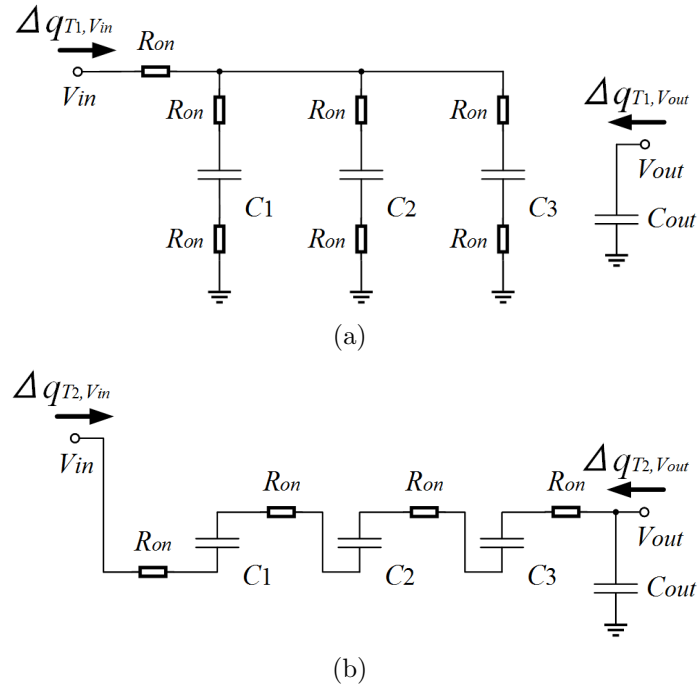 Δq_{T1,Vin}
Ron
Vin
Ron Ron Ron
Δq_{T1,Vout}
Vout
C1 C2 C3
Cout
Ron Ron Ron
(a)
Δq_{T2,Vin}
Vin
Δq_{T2,Vout}
Ron Ron Ron
Vout
Ron
C1 C2 C3
Cout
(b)